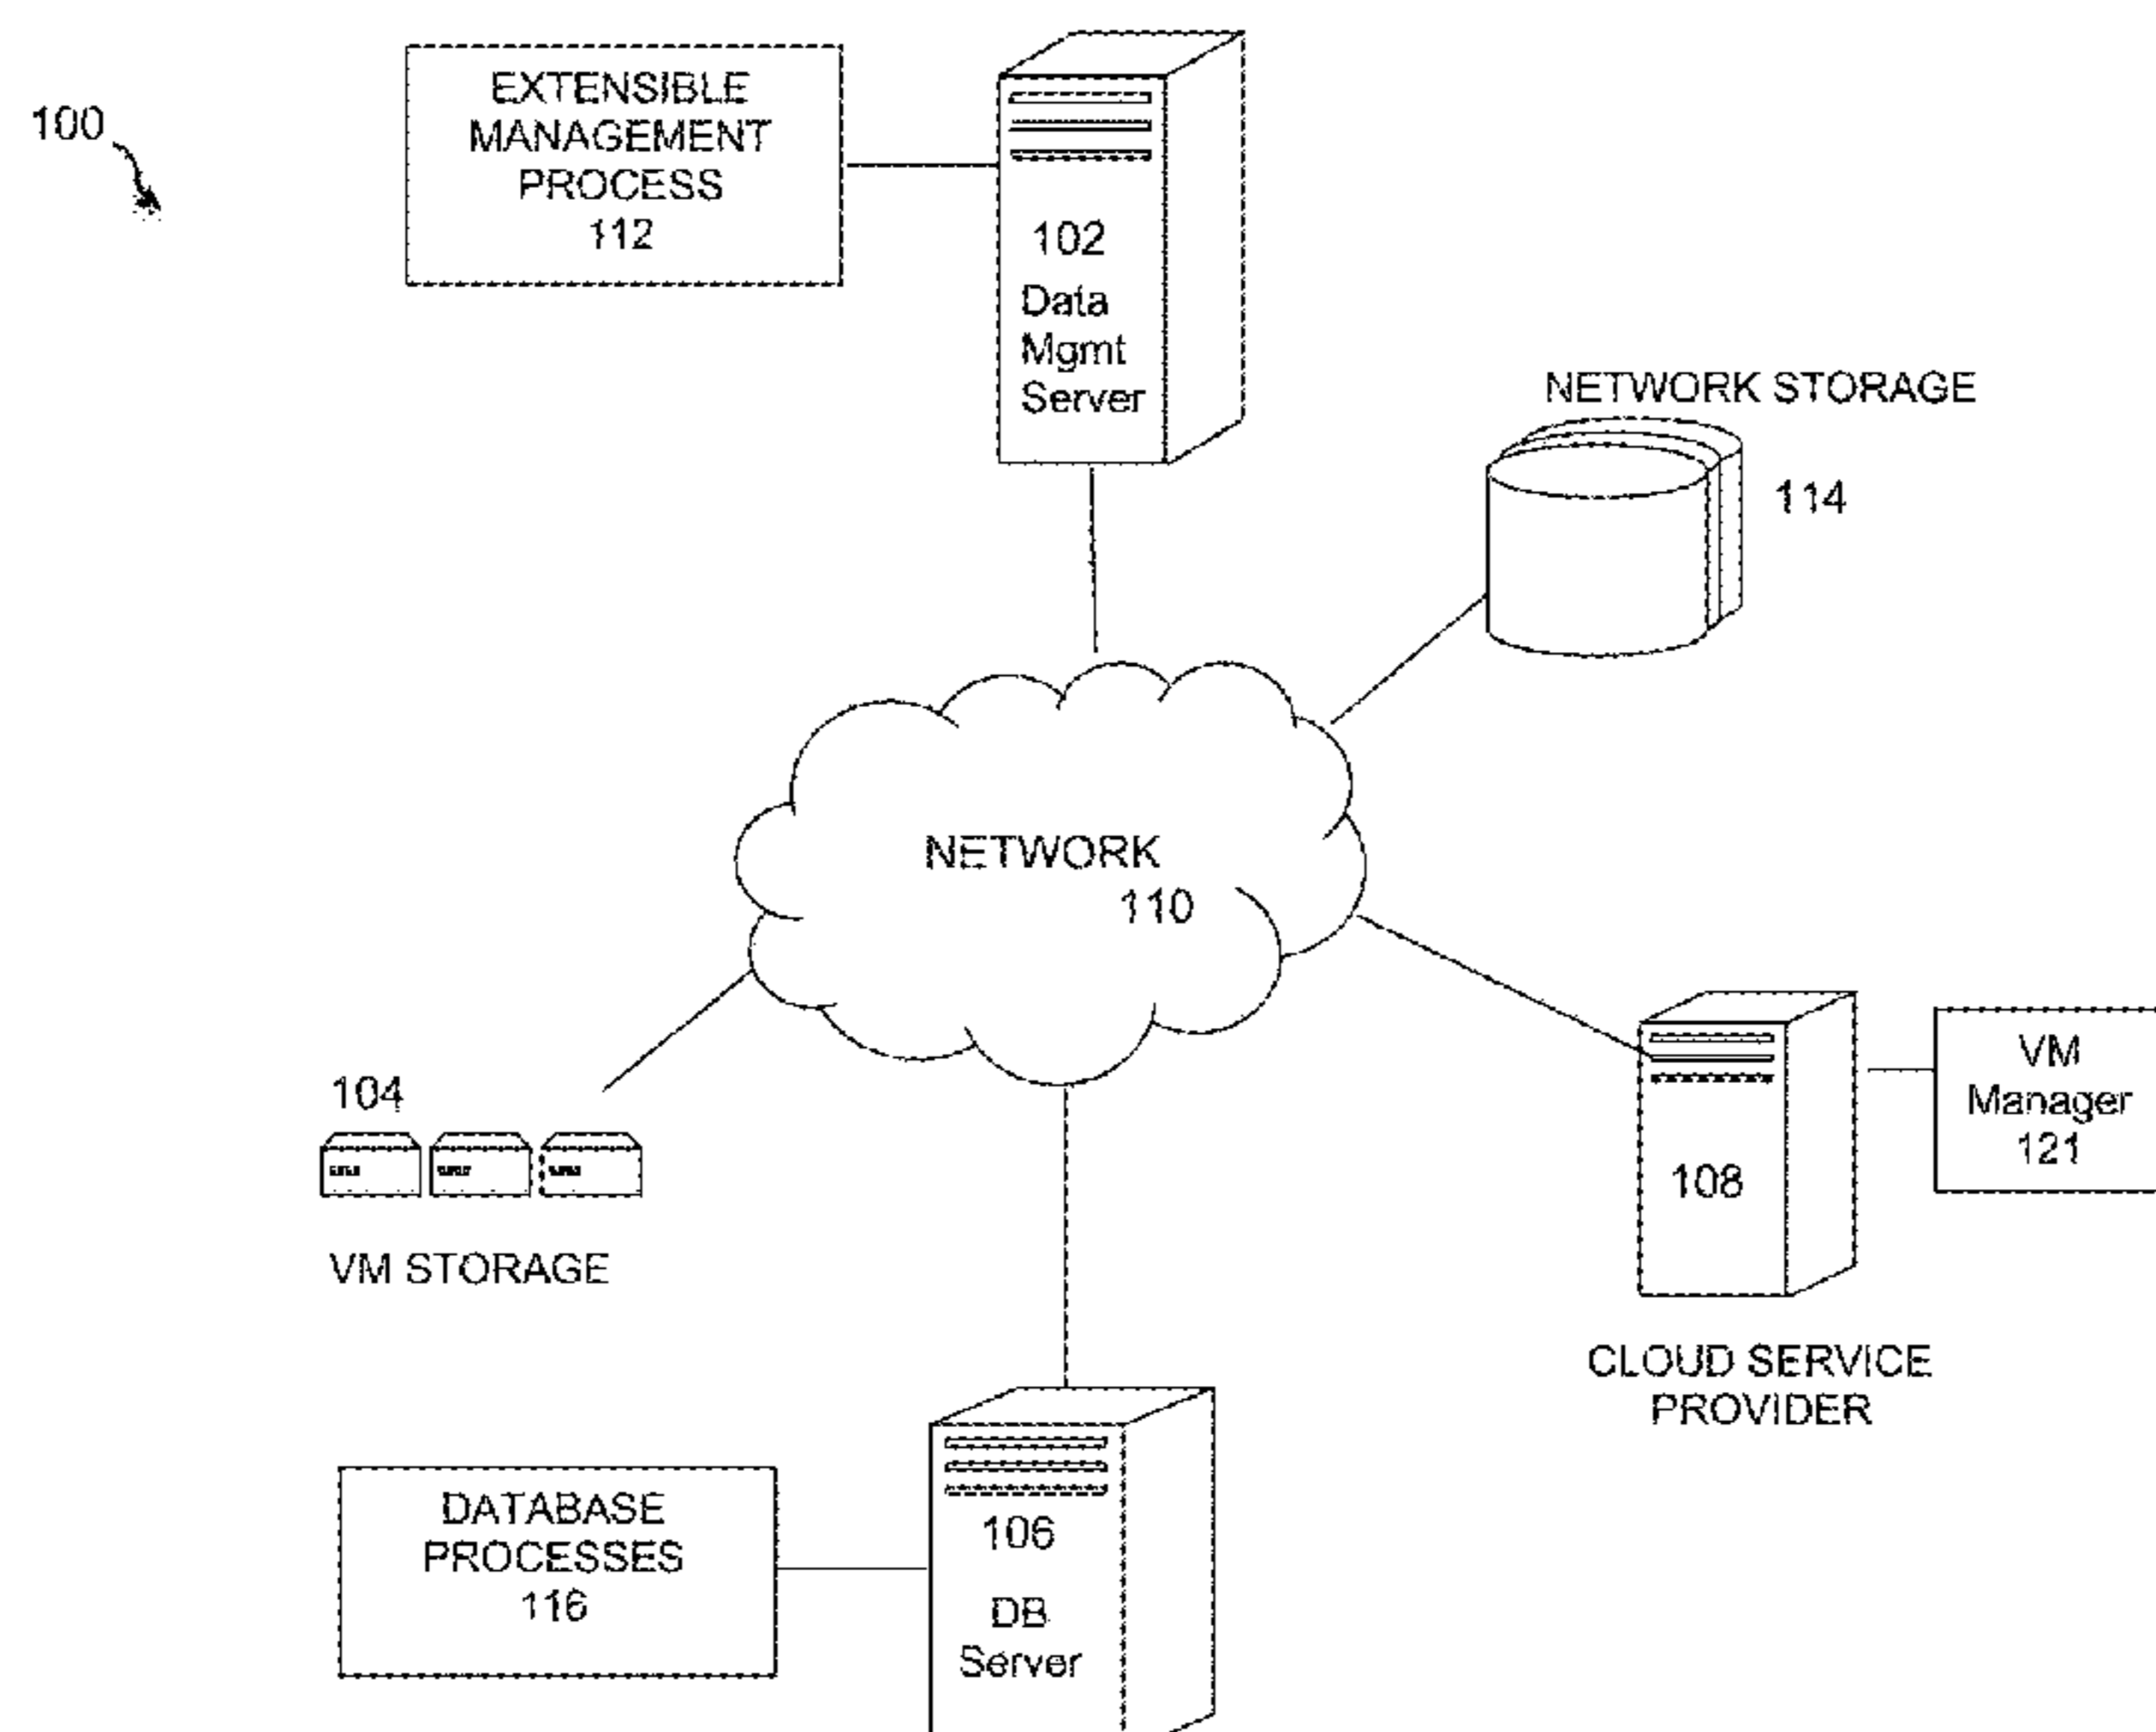 100
EXTENSIBLE
MANAGEMENT
PROCESS
112
102
Data
Mgmt
Server
NETWORK STORAGE
114
NETWORK
110
104
VM STORAGE
108
VM
Manager
121
CLOUD SERVICE
PROVIDER
DATABASE
PROCESSES
116
106
DB
Server